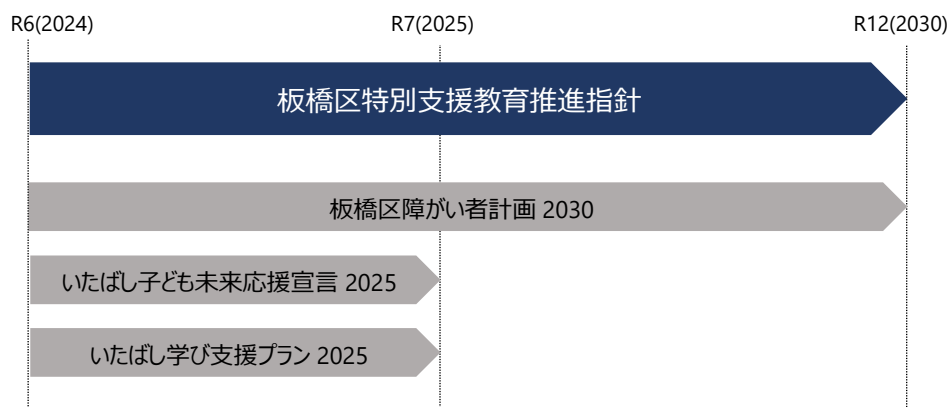 R6(2024) R7(2025) R12(2030)
板橋区特別支援教育推進指針
板橋区障がい者計画 2030
いたばし子ども未来応援宣言 2025
いたばし学び支援プラン 2025